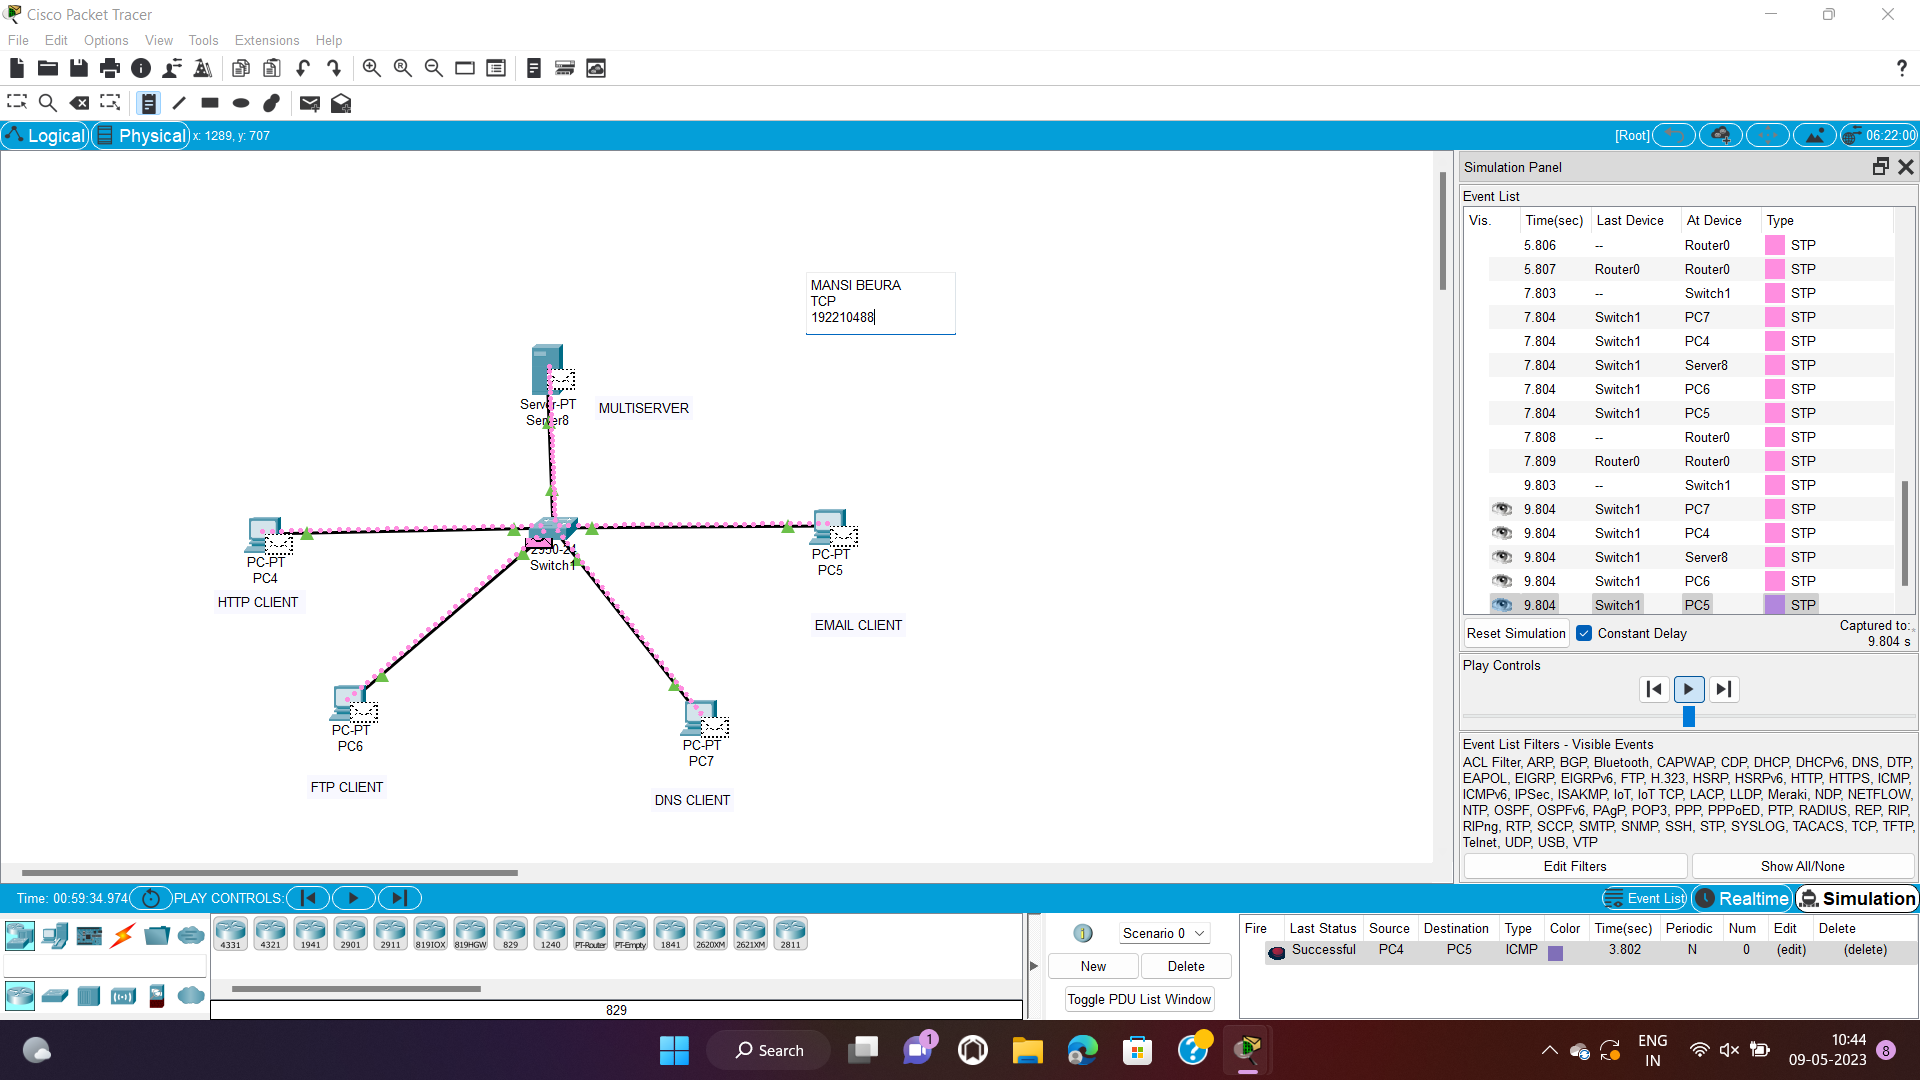 Cisco Packet Tracer
File Edit Options View Tools Extensions Help
Logical Physical x: 1289, y: 707 [Root] 06:22:00
MANSI BEURA
TCP
192210488
Server-PT
Server8
MULTISERVER
PC-PT
PC4
HTTP CLIENT
2950-24
Switch1
PC-PT
PC5
EMAIL CLIENT
PC-PT
PC6
FTP CLIENT
PC-PT
PC7
DNS CLIENT
Simulation Panel
Event List
Vis. Time(sec) Last Device At Device Type
5.806 -- Router0 STP
5.807 Router0 Router0 STP
7.803 -- Switch1 STP
7.804 Switch1 PC7 STP
7.804 Switch1 PC4 STP
7.804 Switch1 Server8 STP
7.804 Switch1 PC6 STP
7.804 Switch1 PC5 STP
7.808 -- Router0 STP
7.809 Router0 Router0 STP
9.803 -- Switch1 STP
9.804 Switch1 PC7 STP
9.804 Switch1 PC4 STP
9.804 Switch1 Server8 STP
9.804 Switch1 PC6 STP
9.804 Switch1 PC5 STP
Reset Simulation Constant Delay Captured to:
9.804 s
Play Controls
Event List Filters - Visible Events
ACL Filter, ARP, BGP, Bluetooth, CAPWAP, CDP, DHCP, DHCPv6, DNS, DTP,
EAPOL, EIGRP, EIGRPv6, FTP, H.323, HSRP, HSRPv6, HTTP, HTTPS, ICMP,
ICMPv6, IPSec, ISAKMP, IoT, IoT TCP, LACP, LLDP, Meraki, NDP, NETFLOW,
NTP, OSPF, OSPFv6, PAgP, POP3, PPP, PPPoED, PTP, RADIUS, REP, RIP,
RIPng, RTP, SCCP, SMTP, SNMP, SSH, STP, SYSLOG, TACACS, TCP, TFTP,
Telnet, UDP, USB, VTP
Edit Filters Show All/None
Time: 00:59:34.974 PLAY CONTROLS: Event List Realtime Simulation
4331 4321 1941 2901 2911 819IOX 819HGW 829 1240 PT-Router PT-Empty 1841 2620XM 2621XM 2811
829
1 Scenario 0
New Delete
Toggle PDU List Window
Fire Last Status Source Destination Type Color Time(sec) Periodic Num Edit Delete
Successful PC4 PC5 ICMP 3.802 N 0 (edit) (delete)
Search
1
ENG
IN
10:44
09-05-2023
8